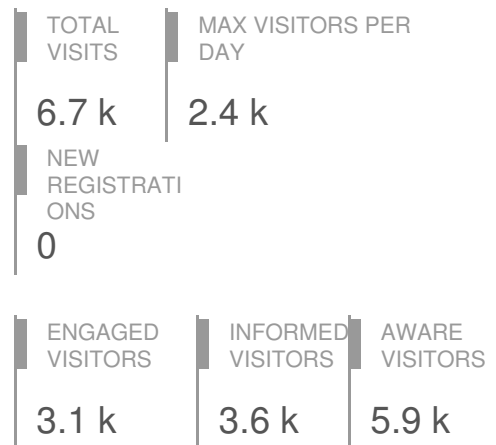 TOTAL
VISITS
6.7 k
MAX VISITORS PER
DAY
2.4 k
NEW
REGISTRATI
ONS
0
ENGAGED
VISITORS
3.1 k
INFORMED
VISITORS
3.6 k
AWARE
VISITORS
5.9 k